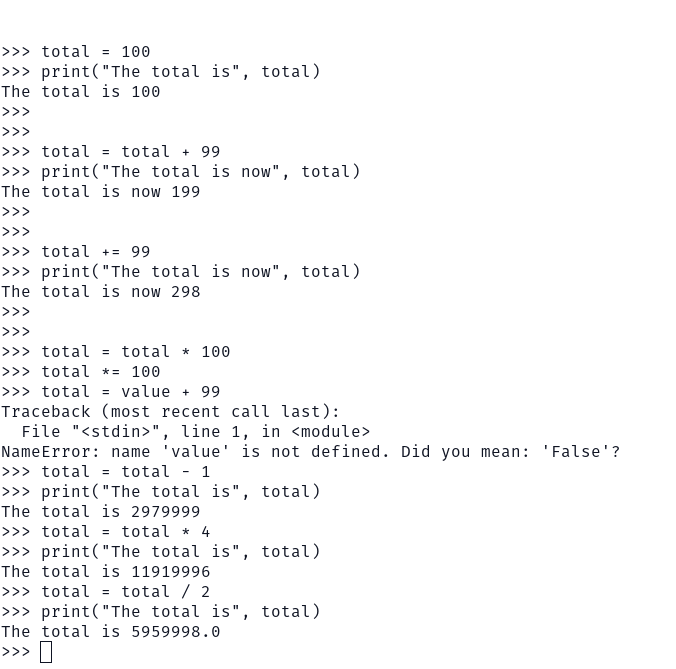 >>> total = 100
>>> print("The total is", total)
The total is 100
>>>
>>>
>>> total = total + 99
>>> print("The total is now", total)
The total is now 199
>>>
>>>
>>> total += 99
>>> print("The total is now", total)
The total is now 298
>>>
>>>
>>> total = total * 100
>>> total *= 100
>>> total = value + 99
Traceback (most recent call last):
  File "<stdin>", line 1, in <module>
NameError: name 'value' is not defined. Did you mean: 'False'?
>>> total = total - 1
>>> print("The total is", total)
The total is 2979999
>>> total = total * 4
>>> print("The total is", total)
The total is 11919996
>>> total = total / 2
>>> print("The total is", total)
The total is 5959998.0
>>>